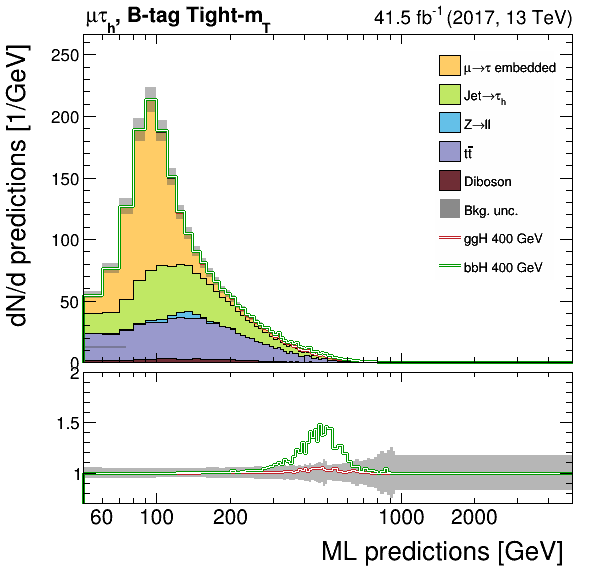 μτh, B-tag Tight-mT 41.5 fb-1 (2017, 13 TeV)
dN/d predictions [1/GeV]
250
200
150
100
50
0
μ→τ embedded
Jet→τh
Z→ll
tt̄
Diboson
Bkg. unc.
ggH 400 GeV
bbH 400 GeV
2
1.5
1
60 100 200 1000 2000
ML predictions [GeV]